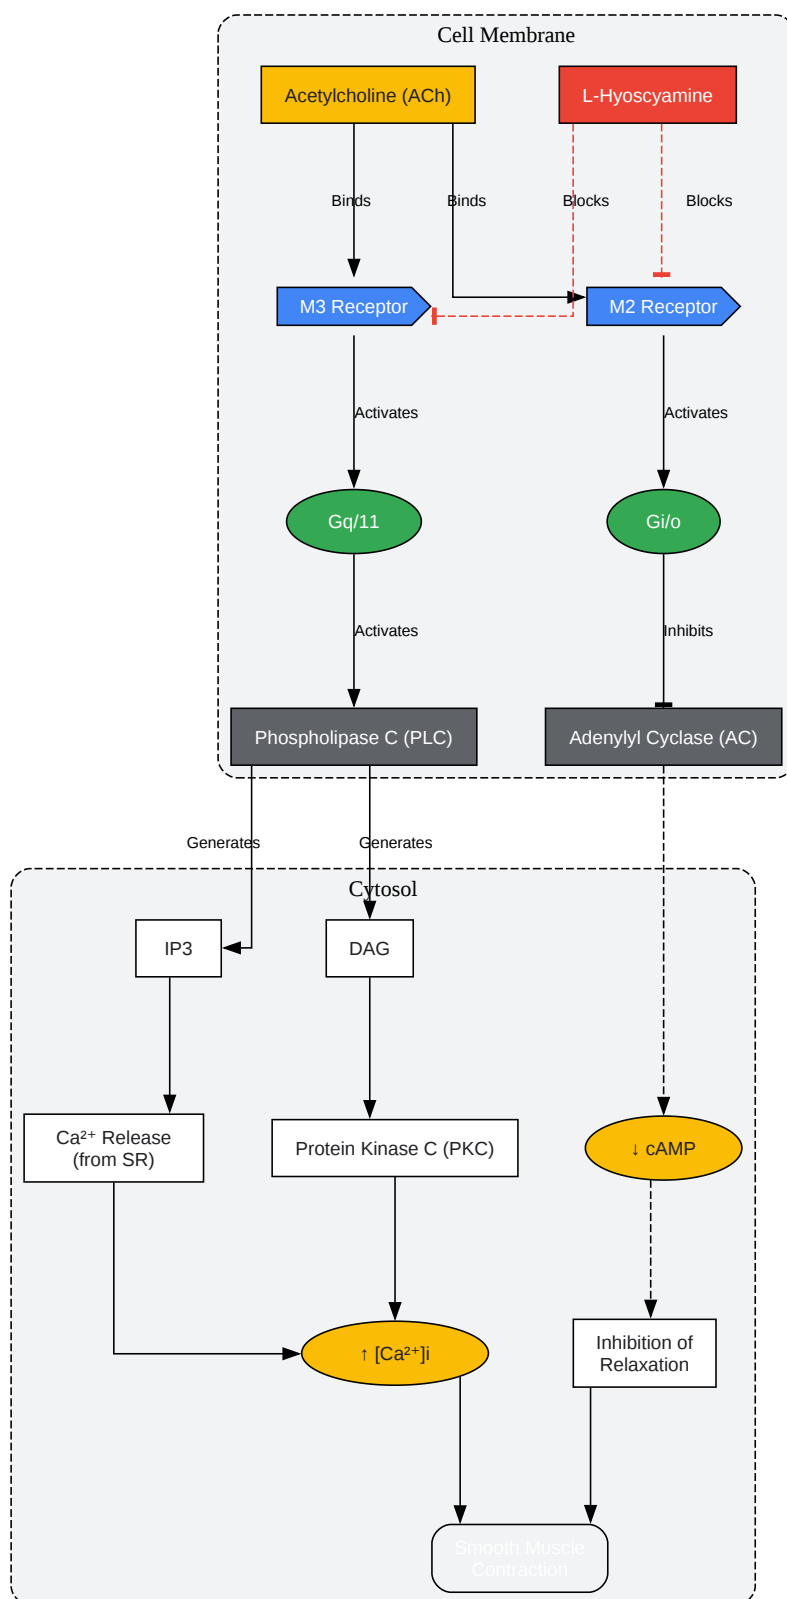 Cell Membrane
Acetylcholine (ACh)
L-Hyoscyamine
Binds
Binds
Blocks
Blocks
M3 Receptor
M2 Receptor
Activates
Activates
Gq/11
Gi/o
Activates
Inhibits
Phospholipase C (PLC)
Adenylyl Cyclase (AC)
Generates
Generates
Cytosol
IP3
DAG
Ca²⁺ Release
(from SR)
Protein Kinase C (PKC)
↓ cAMP
↑ [Ca²⁺]i
Inhibition of
Relaxation
Smooth Muscle
Contraction